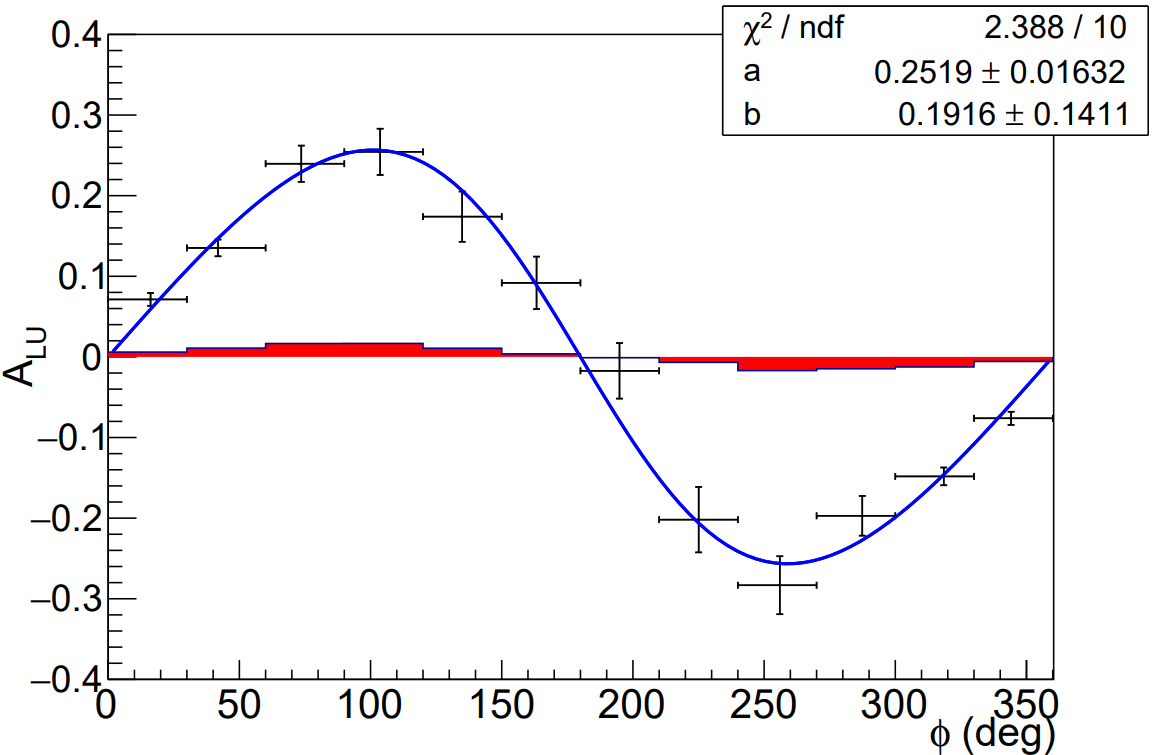 χ² / ndf 2.388 / 10
a 0.2519 ± 0.01632
b 0.1916 ± 0.1411
0.4
0.3
0.2
0.1
0
−0.1
−0.2
−0.3
−0.4
A_LU
0 50 100 150 200 250 300 350
ϕ (deg)